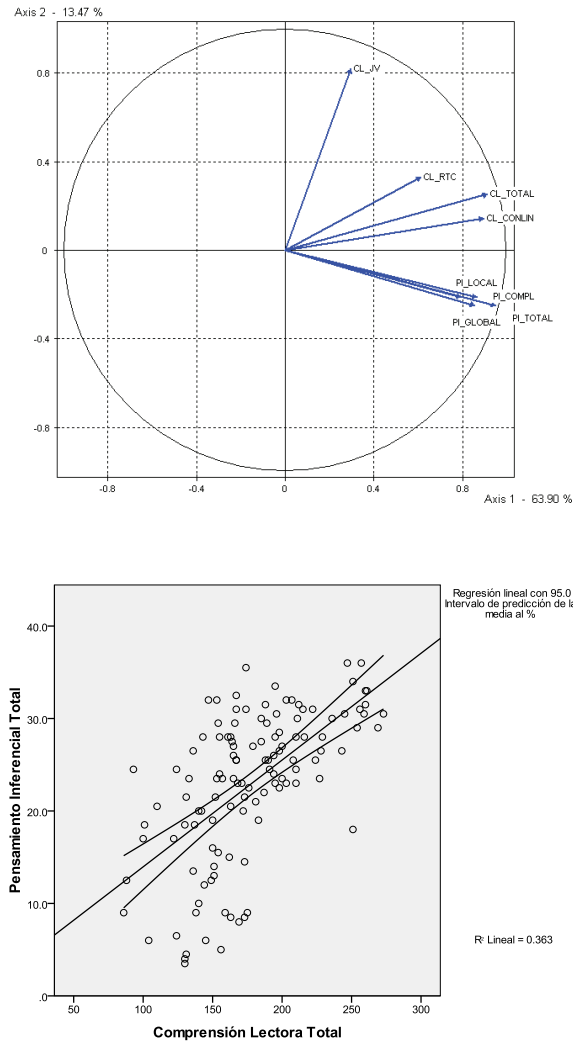 Axis 2 - 13.47 %
0.8
CL_JV
0.4
CL_RTC
CL_TOTAL
CL_CONLIN
0
PI_LOCAL
PI_COMPL
PI_GLOBAL
PI_TOTAL
-0.4
-0.8
-0.8
-0.4
0
0.4
0.8
Axis 1 - 63.90 %
Regresión lineal con 95.0
Intervalo de predicción de la
media al %
40.0
30.0
20.0
10.0
.0
Pensamiento Inferencial Total
R² Lineal = 0.363
50
100
150
200
250
300
Comprensión Lectora Total